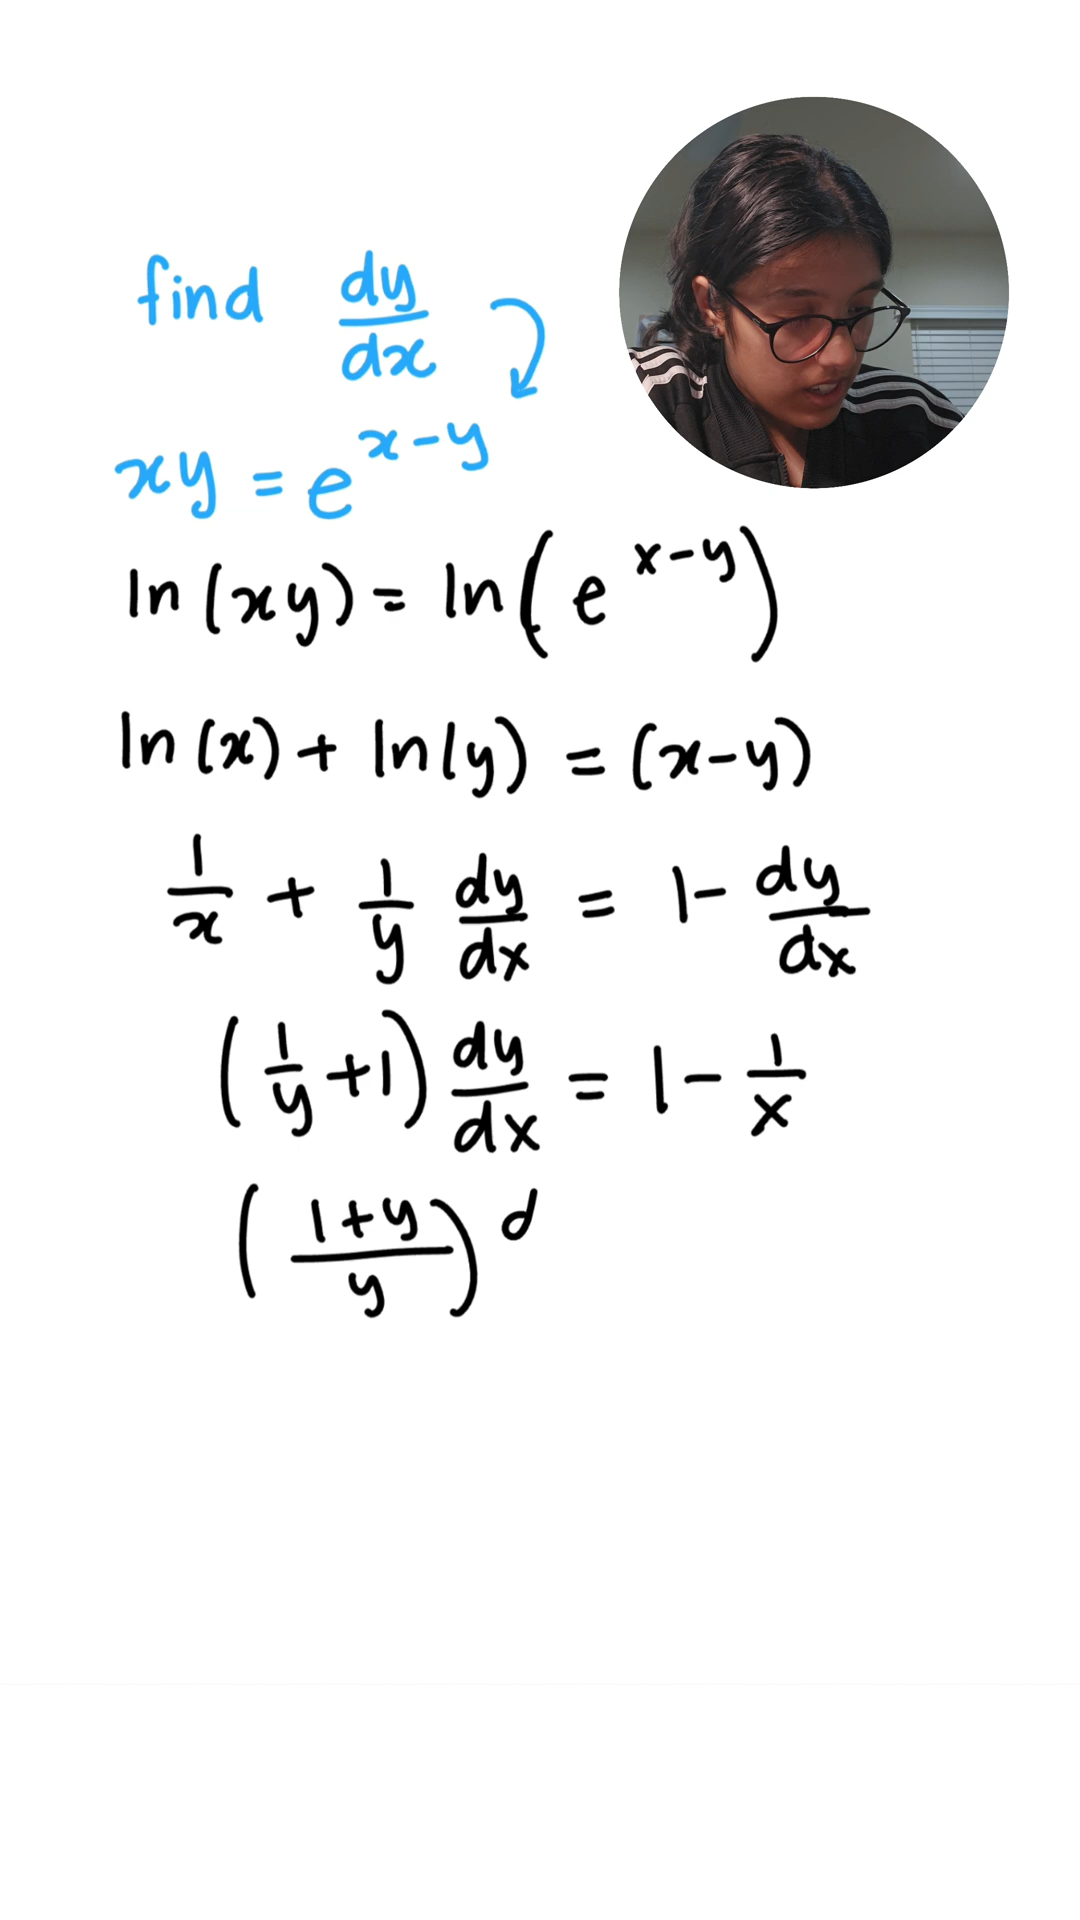 find dy/dx
xy = e^{x-y}
ln(xy) = ln(e^{x-y})
ln(x) + ln(y) = (x-y)
1/x + 1/y dy/dx = 1 - dy/dx
(1/y + 1) dy/dx = 1 - 1/x
((1+y)/y) d